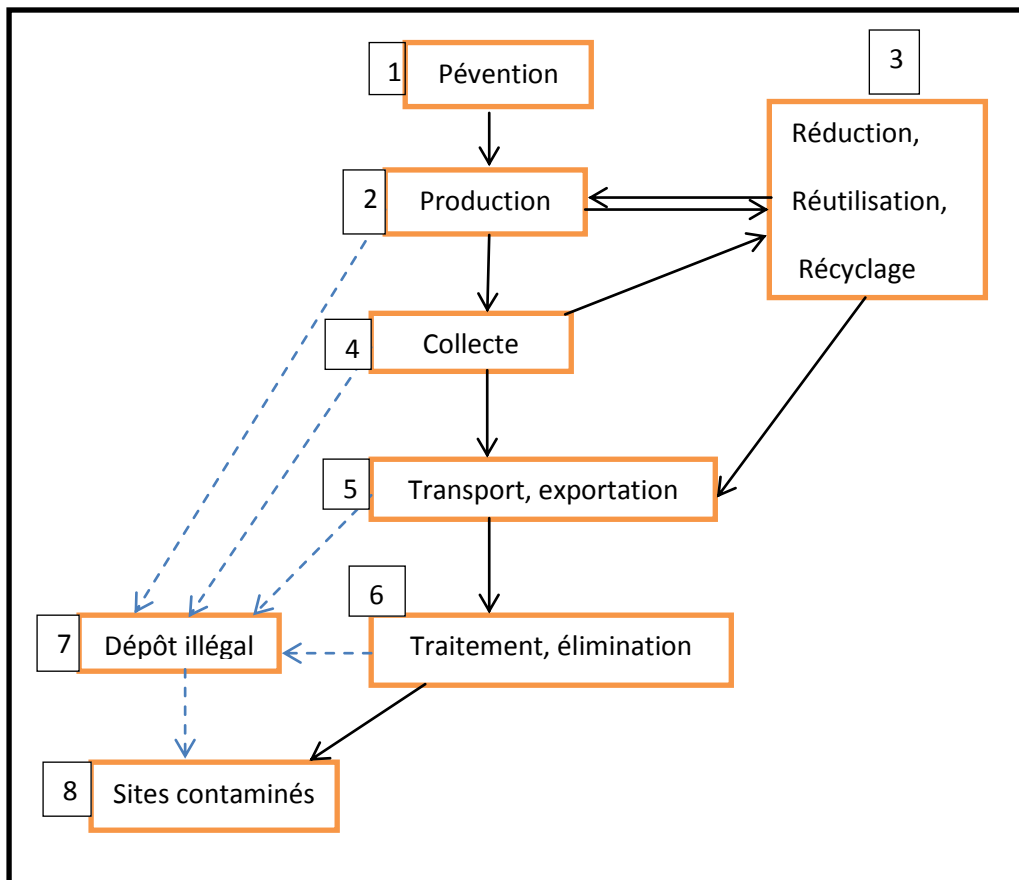 1
Pévention
3
Réduction,
Réutilisation,
Récyclage
2
Production
4
Collecte
5
Transport, exportation
6
Traitement, élimination
7
Dépôt illégal
8
Sites contaminés